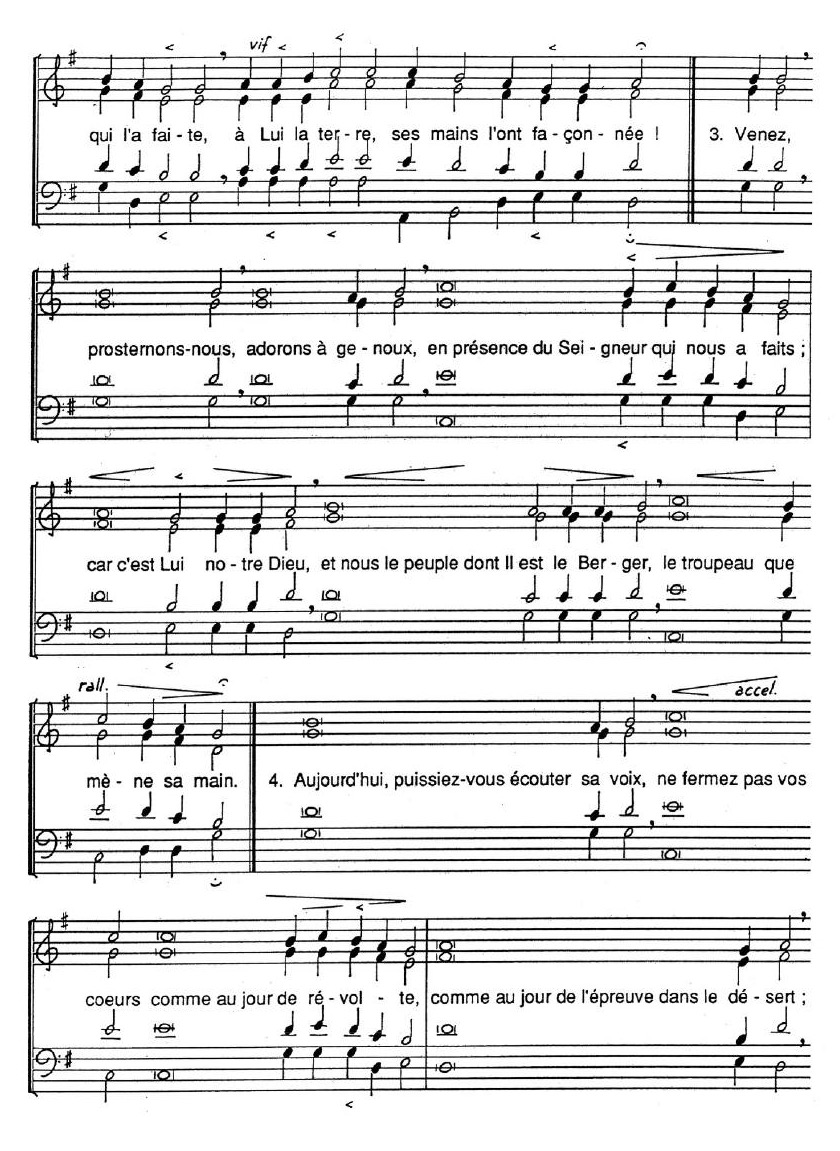 vif
qui l'a fai - te, à Lui la ter - re, ses mains l'ont fa - çon - née ! 3. Venez,
prosternons-nous, adorons à ge - noux, en présence du Sei - gneur qui nous a faits ;
car c'est Lui no - tre Dieu, et nous le peuple dont Il est le Ber - ger, le troupeau que
rall. accel.
mè - ne sa main. 4. Aujourd'hui, puissiez-vous écouter sa voix, ne fermez pas vos
coeurs comme au jour de ré - vol - te, comme au jour de l'épreuve dans le dé - sert ;